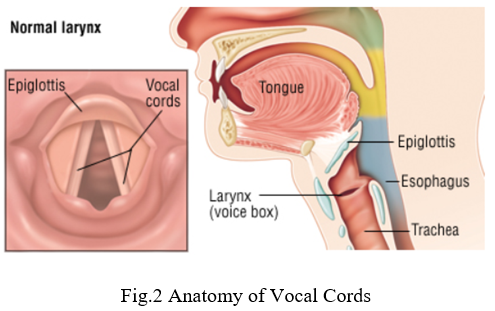 Normal larynx
Epiglottis
Vocal
cords
Tongue
Epiglottis
Esophagus
Larynx
(voice box)
Trachea
Fig.2 Anatomy of Vocal Cords